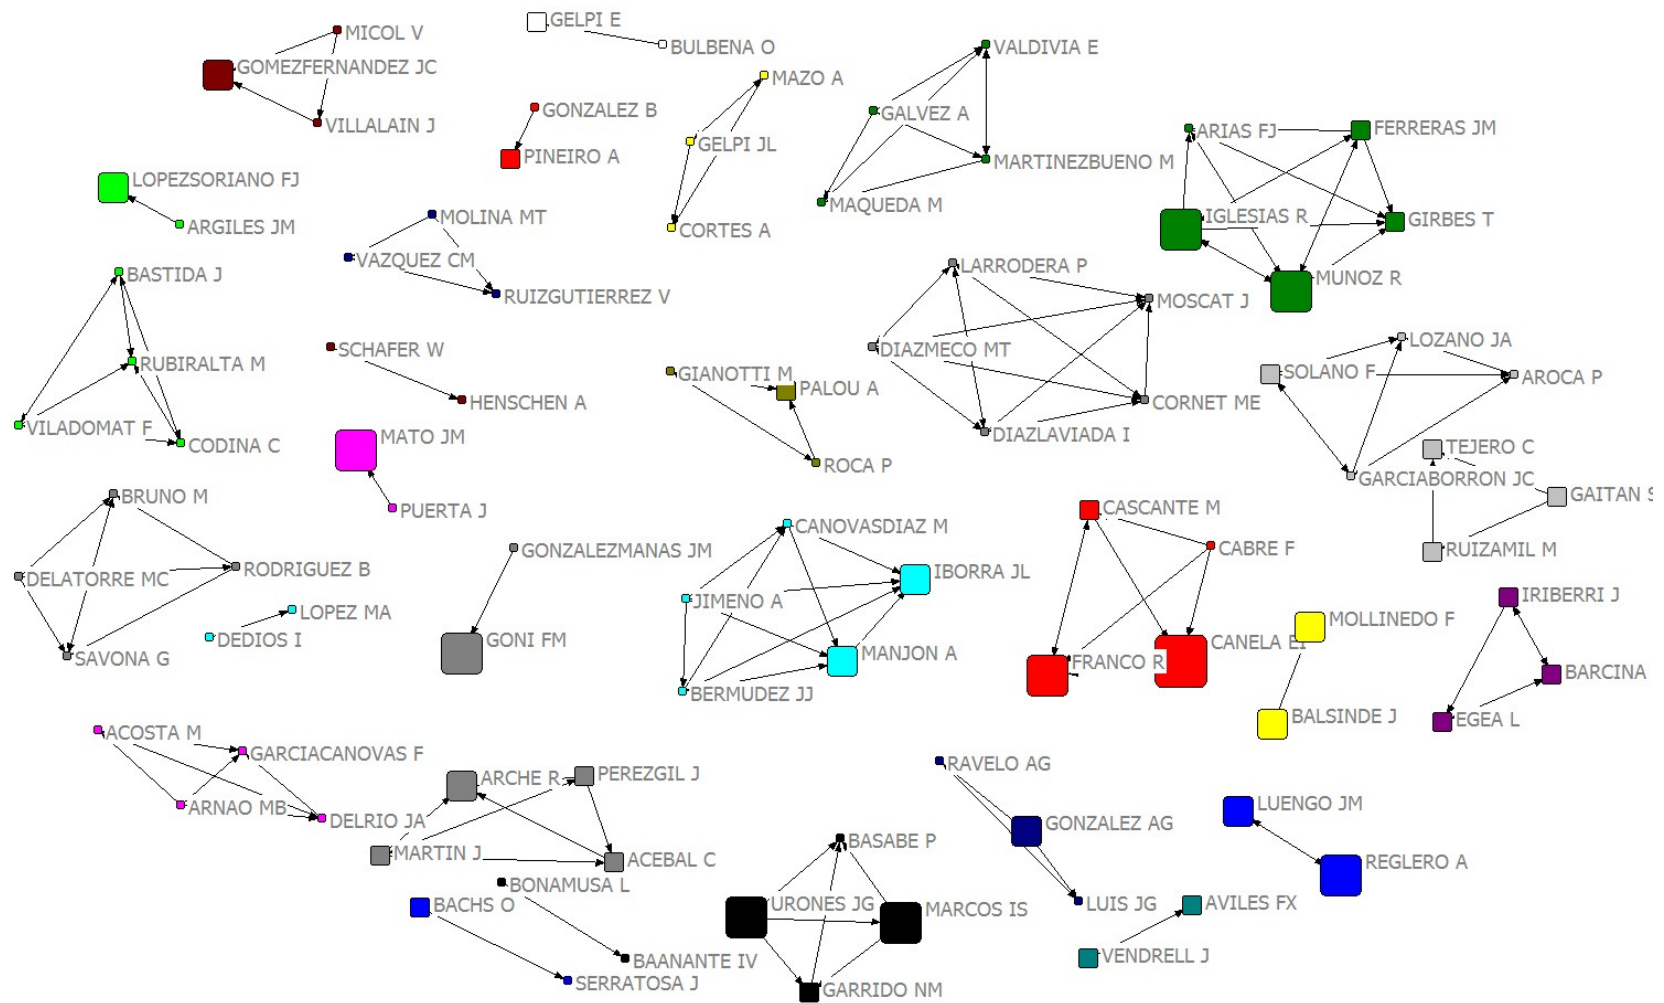 GELPI E
MICOL V
BULBENA O
VALDIVIA E
GOMEZFERNANDEZ JC
MAZO A
GONZALEZ B
GALVEZ A
VILLALAIN J
ARIAS FJ
FERRERAS JM
GELPI JL
PINEIRO A
MARTINEZBUENO M
LOPEZSORIANO FJ
MAQUEDA M
IGLESIAS R
GIRBES T
MOLINA MT
ARGILES JM
CORTES A
VAZQUEZ CM
LARRODERA P
BASTIDA J
MUNOZ R
RUIZGUTIERREZ V
MOSCAT J
LOZANO JA
SCHAFER W
DIAZMECO MT
RUBIRALTA M
GIANOTTI M
SOLANO F
AROCA P
PALOU A
HENSCHEN A
CORNET ME
VILADOMAT F
DIAZLAVIADA I
MATO JM
CODINA C
TEJERO C
ROCA P
GARCIABORRON JC
BRUNO M
GAITAN S
PUERTA J
CASCANTE M
CANOVASDIAZ M
GONZALEZMANAS JM
CABRE F
RUIZAMIL M
RODRIGUEZ B
IBORRA JL
DELATORRE MC
JIMENO A
IRIBERRI J
LOPEZ MA
MOLLINEDO F
DEDIOS I
GONI FM
MANJON A
CANELA EI
SAVONA G
FRANCO R
BARCINA
BERMUDEZ JJ
BALSINDE J
EGEA L
ACOSTA M
GARCIACANOVAS F
RAVELO AG
ARCHE R
PEREZGIL J
LUENGO JM
ARNAO MB
DELRIO JA
GONZALEZ AG
BASABE P
MARTIN J
ACEBAL C
REGLERO A
BONAMUSA L
BACHS O
URONES JG
MARCOS IS
LUIS JG
AVILES FX
BAANANTE IV
VENDRELL J
SERRATOSA J
GARRIDO NM